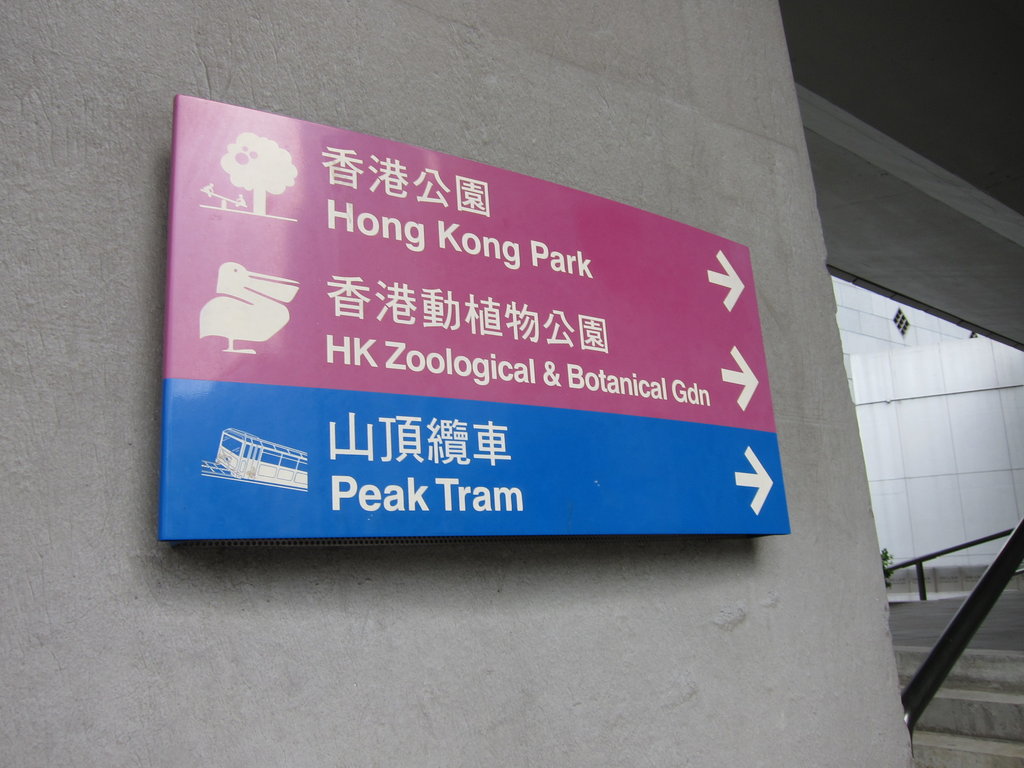 香港公園
Hong Kong Park
香港動植物公園
HK Zoological & Botanical Gdn
山頂纜車
Peak Tram